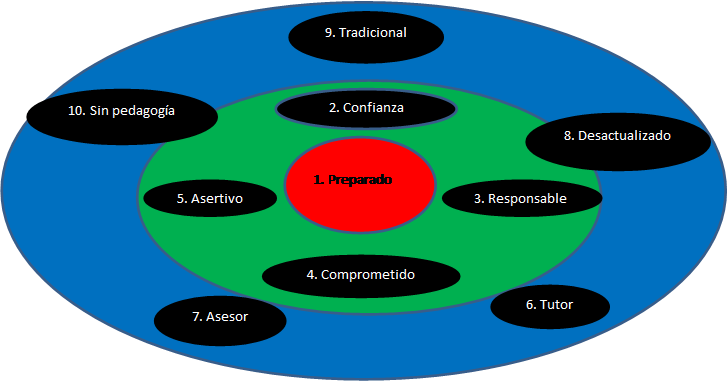 9. Tradicional
10. Sin pedagogía
2. Confianza
8. Desactualizado
1. Preparado
5. Asertivo
3. Responsable
4. Comprometido
7. Asesor
6. Tutor